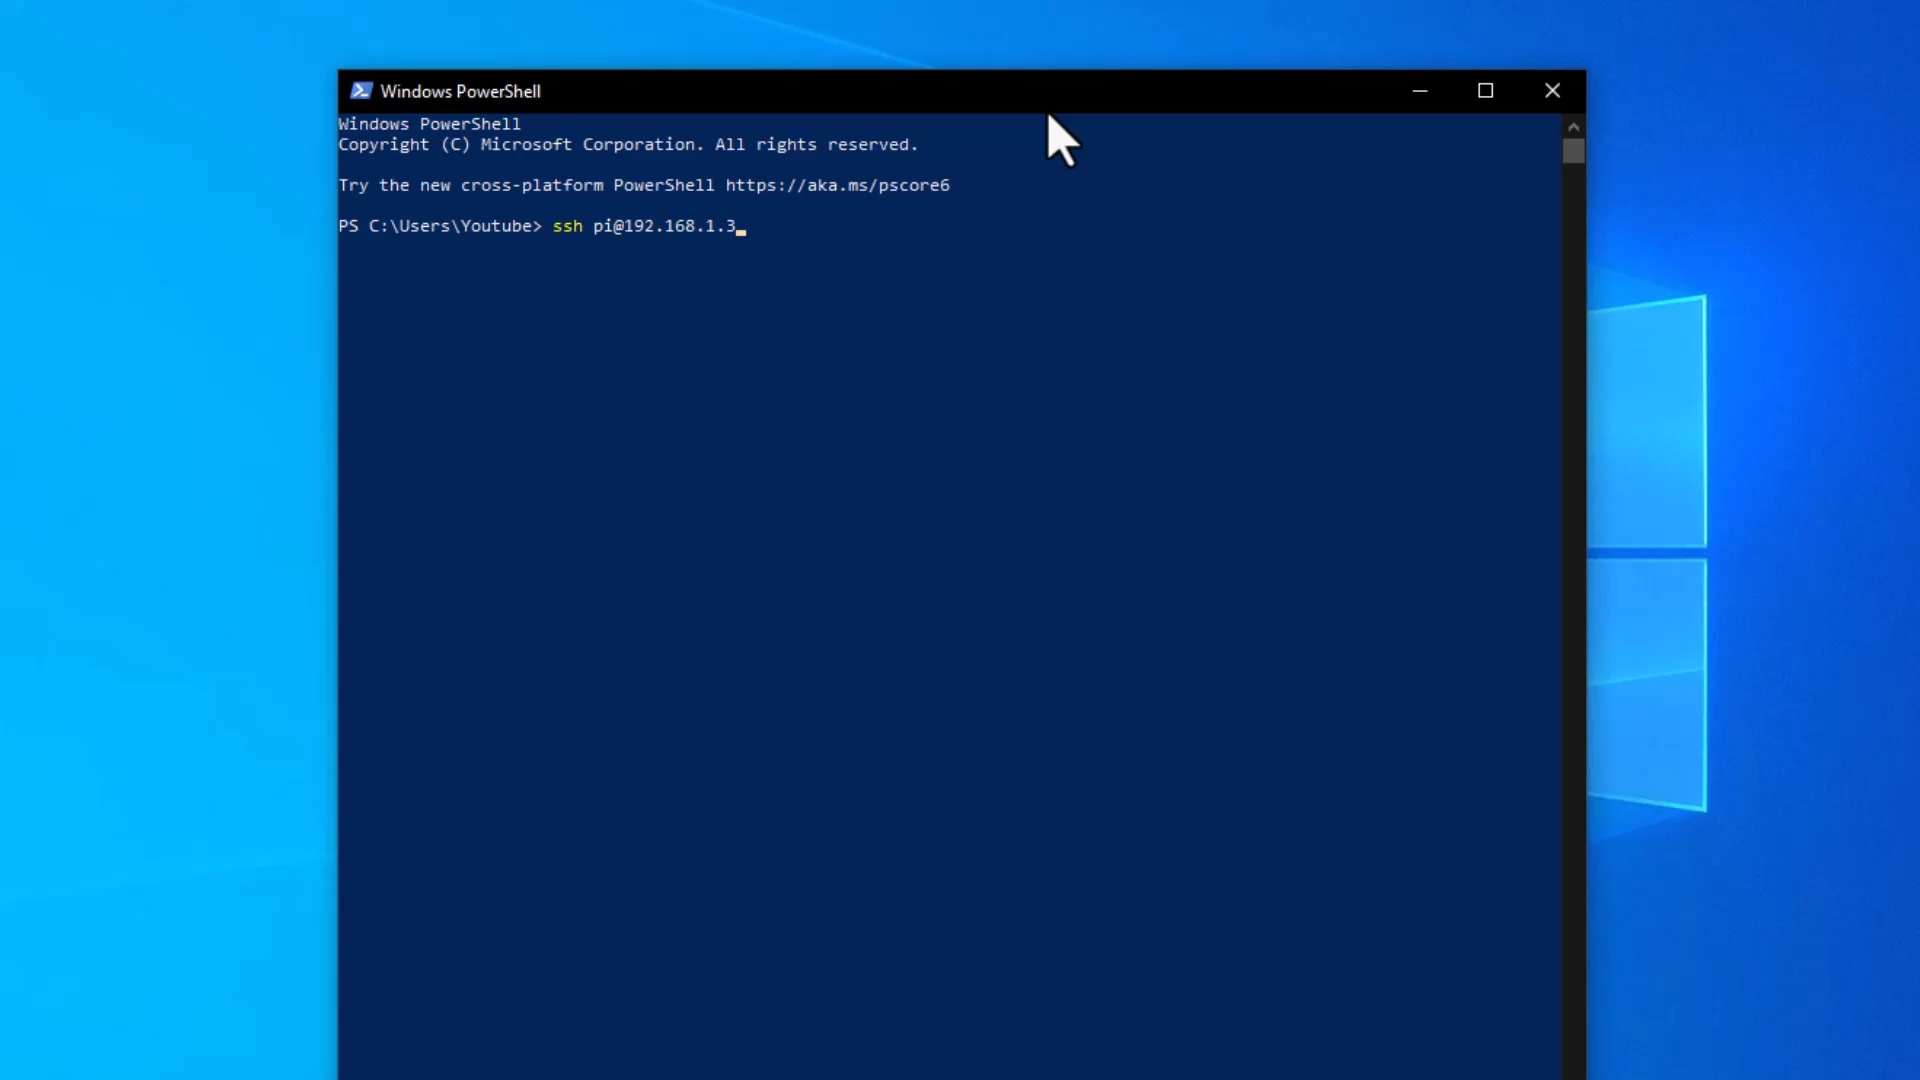 Windows PowerShell
Windows PowerShell
Copyright (C) Microsoft Corporation. All rights reserved.
Try the new cross-platform PowerShell https://aka.ms/pscore6
PS C:\Users\Youtube> ssh pi@192.168.1.3